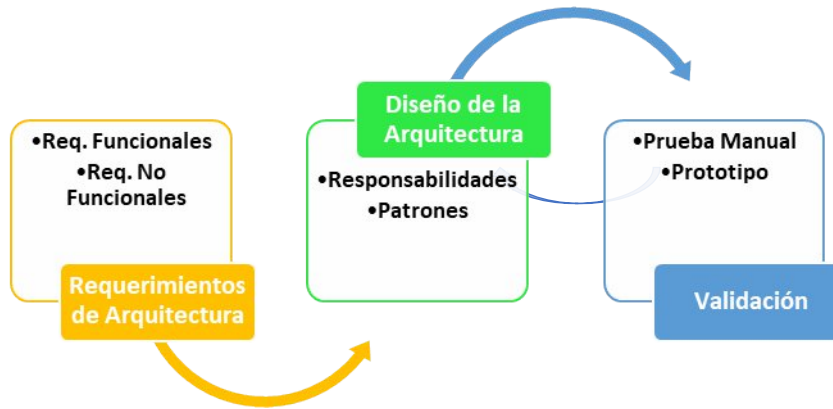 •Req. Funcionales
•Req. No
Funcionales
Requerimientos
de Arquitectura
Diseño de la
Arquitectura
•Responsabilidades
•Patrones
•Prueba Manual
•Prototipo
Validación